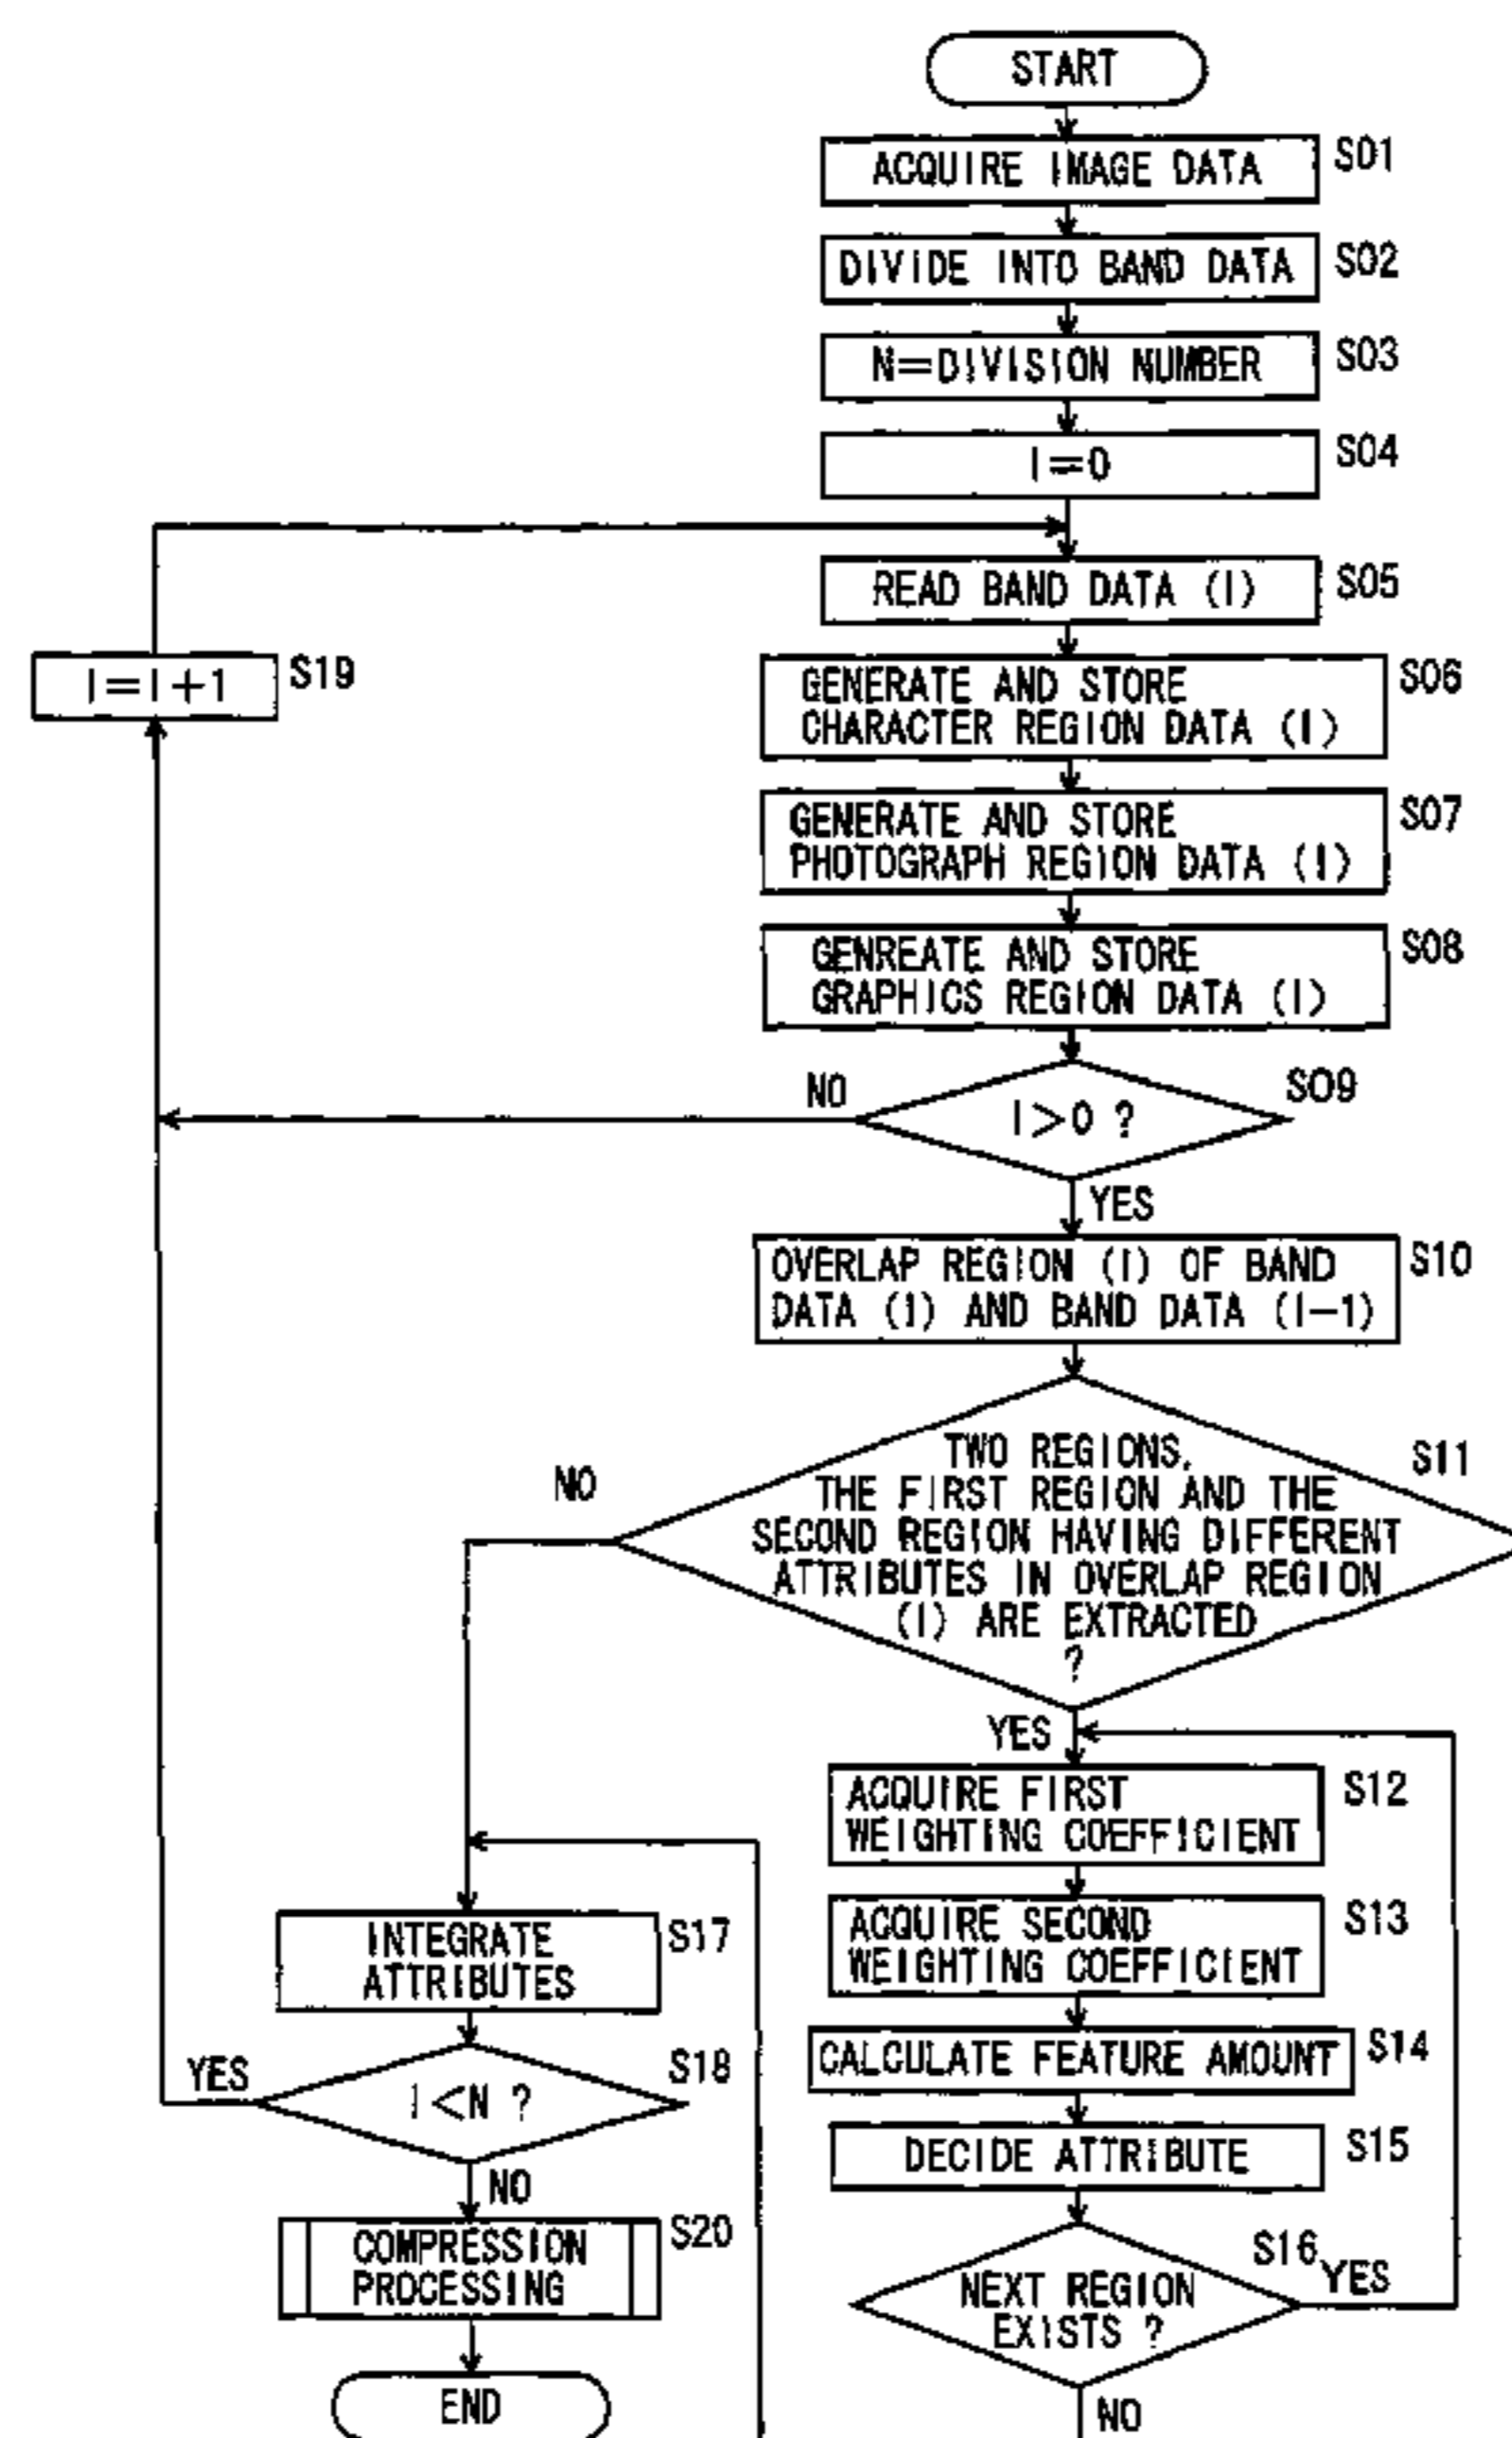 START
ACQUIRE IMAGE DATA
S01
DIVIDE INTO BAND DATA
S02
N=DIVISION NUMBER
S03
I=0
S04
READ BAND DATA (I)
S05
I=I+1
S19
GENERATE AND STORE
CHARACTER REGION DATA (I)
S06
GENERATE AND STORE
PHOTOGRAPH REGION DATA (I)
S07
GENREATE AND STORE
GRAPHICS REGION DATA (I)
S08
NO
I>0 ?
S09
YES
OVERLAP REGION (I) OF BAND
DATA (I) AND BAND DATA (I-1)
S10
NO
TWO REGIONS,
THE FIRST REGION AND THE
SECOND REGION HAVING DIFFERENT
ATTRIBUTES IN OVERLAP REGION
(I) ARE EXTRACTED
?
S11
YES
ACQUIRE FIRST
WEIGHTING COEFFICIENT
S12
ACQUIRE SECOND
WEIGHTING COEFFICIENT
S13
CALCULATE FEATURE AMOUNT
S14
DECIDE ATTRIBUTE
S15
NEXT REGION
EXISTS ?
S16
YES
NO
INTEGRATE
ATTRIBUTES
S17
YES
I<N ?
S18
NO
COMPRESSION
PROCESSING
S20
END